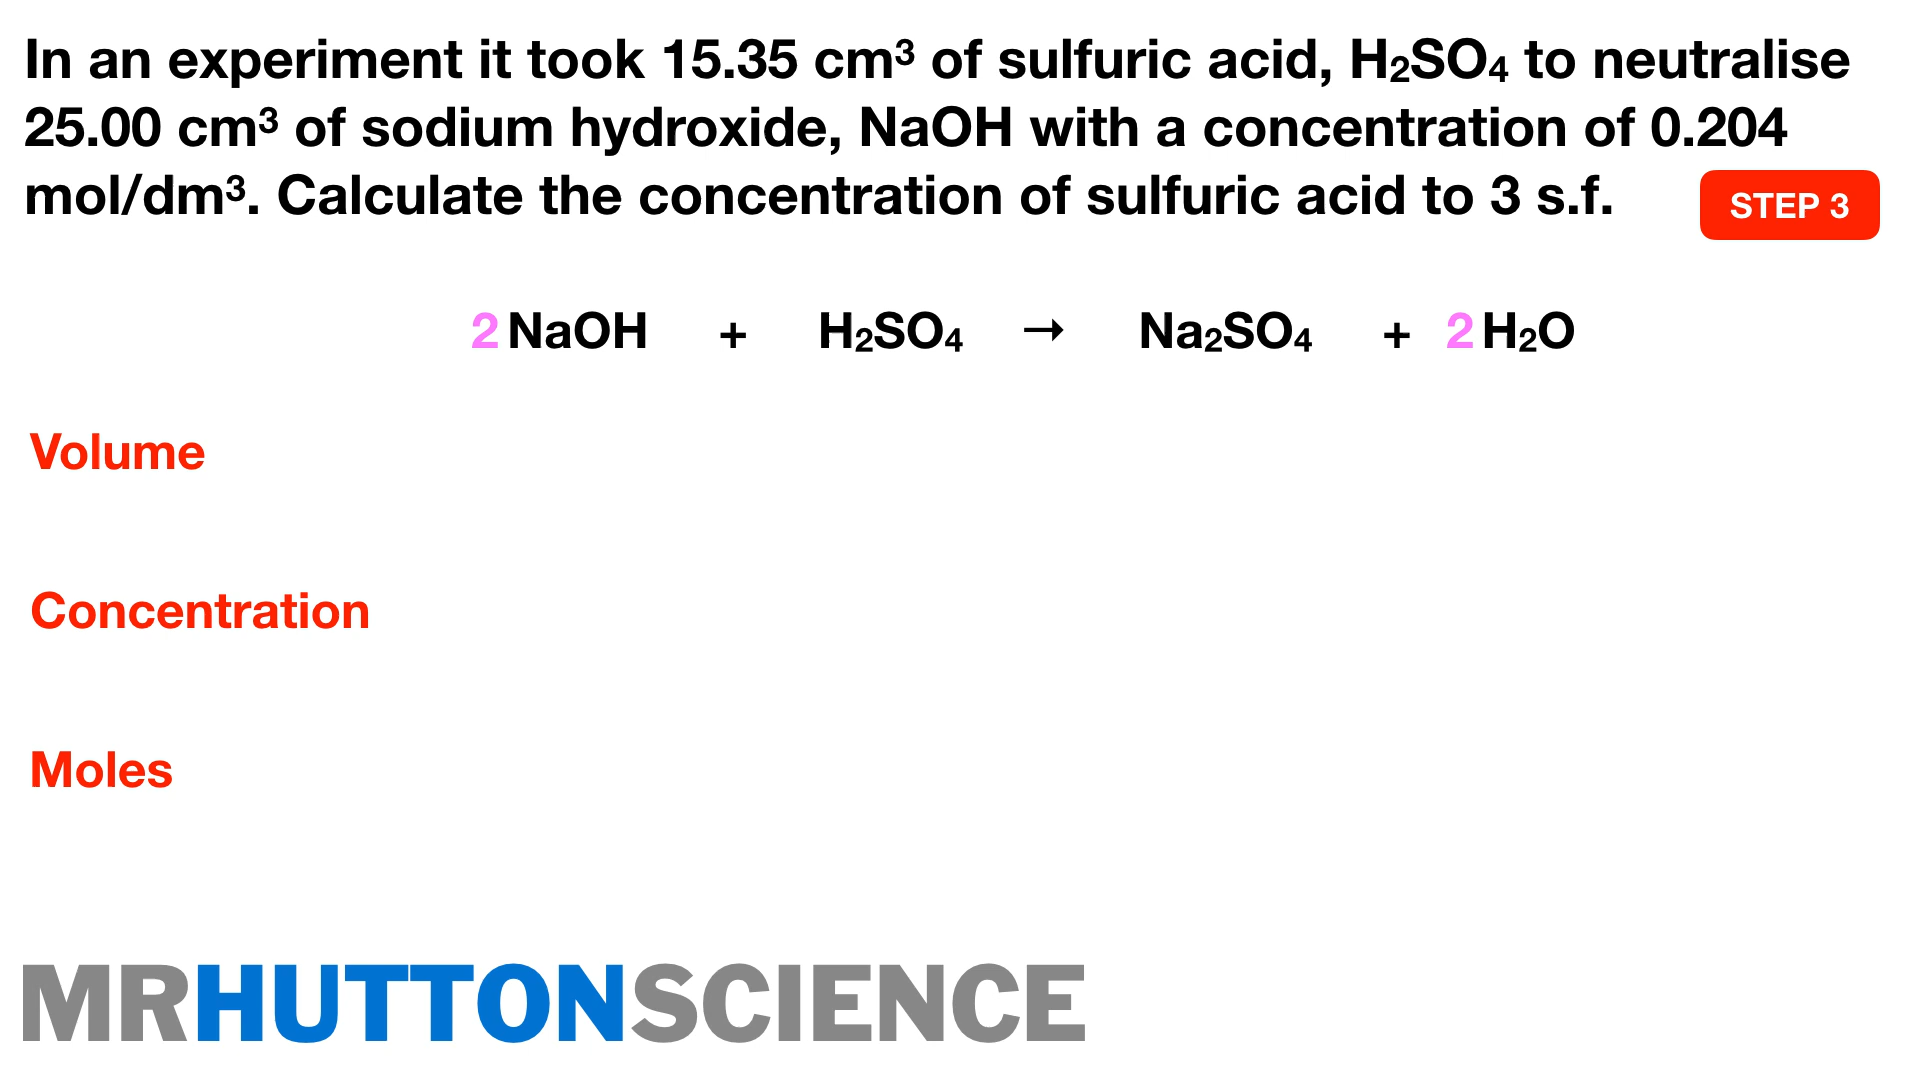 In an experiment it took 15.35 cm³ of sulfuric acid, H₂SO₄ to neutralise
25.00 cm³ of sodium hydroxide, NaOH with a concentration of 0.204
mol/dm³. Calculate the concentration of sulfuric acid to 3 s.f.
STEP 3
2 NaOH + H₂SO₄ → Na₂SO₄ + 2 H₂O
Volume
Concentration
Moles
MRHUTTONSCIENCE